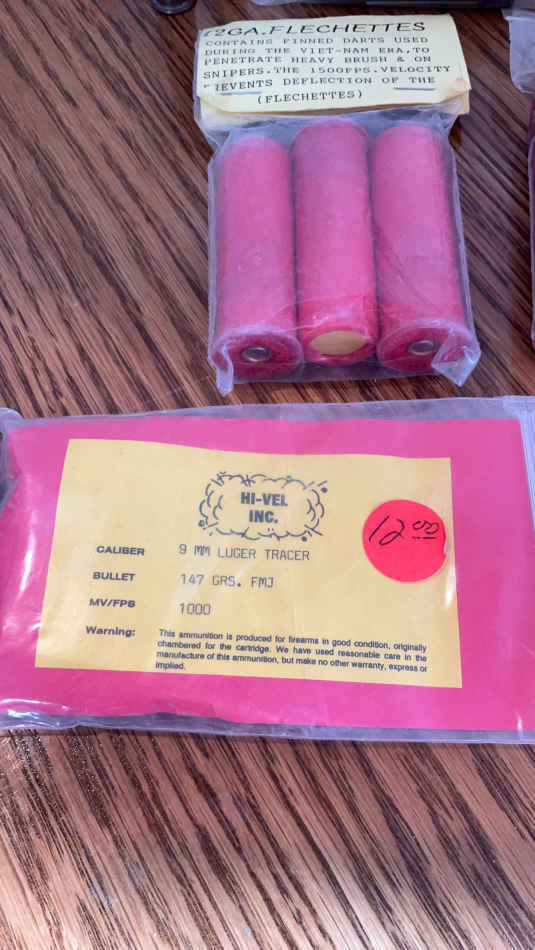 12GA.FLECHETTES
CONTAINS FINNED DARTS USED
DURING THE VIET-NAM ERA,TO
PENETRATE HEAVY BRUSH & ON
SNIPERS.THE 1500FPS.VELOCITY
PREVENTS DEFLECTION OF THE
(FLECHETTES)
HI-VEL
INC.
12 00
CALIBER 9 MM LUGER TRACER
BULLET 147 GRS. FMJ
MV/FPS 1000
Warning: This ammunition is produced for firearms in good condition, originally
chambered for the cartridge. We have used reasonable care in the
manufacture of this ammunition, but make no other warranty, express or
implied.